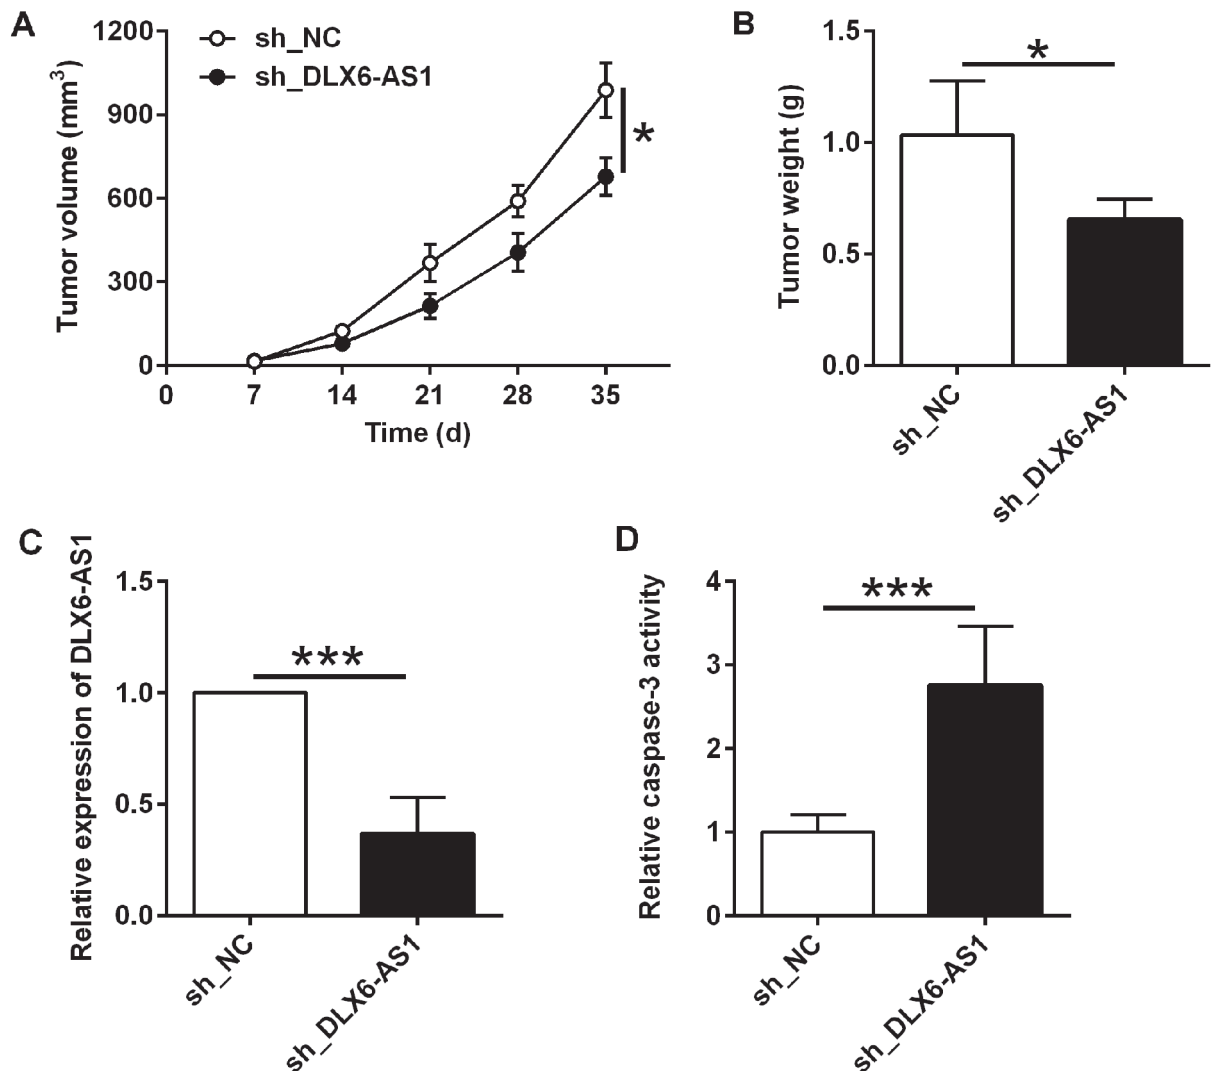 A
1200
900
600
300
0
Tumor volume (mm³)
sh_NC
sh_DLX6-AS1
*
0 7 14 21 28 35
Time (d)
B
1.5
1.0
0.5
0.0
Tumor weight (g)
*
sh_NC
sh_DLX6-AS1
C
1.5
1.0
0.5
0.0
Relative expression of DLX6-AS1
***
sh_NC
sh_DLX6-AS1
D
4
3
2
1
0
Relative caspase-3 activity
***
sh_NC
sh_DLX6-AS1